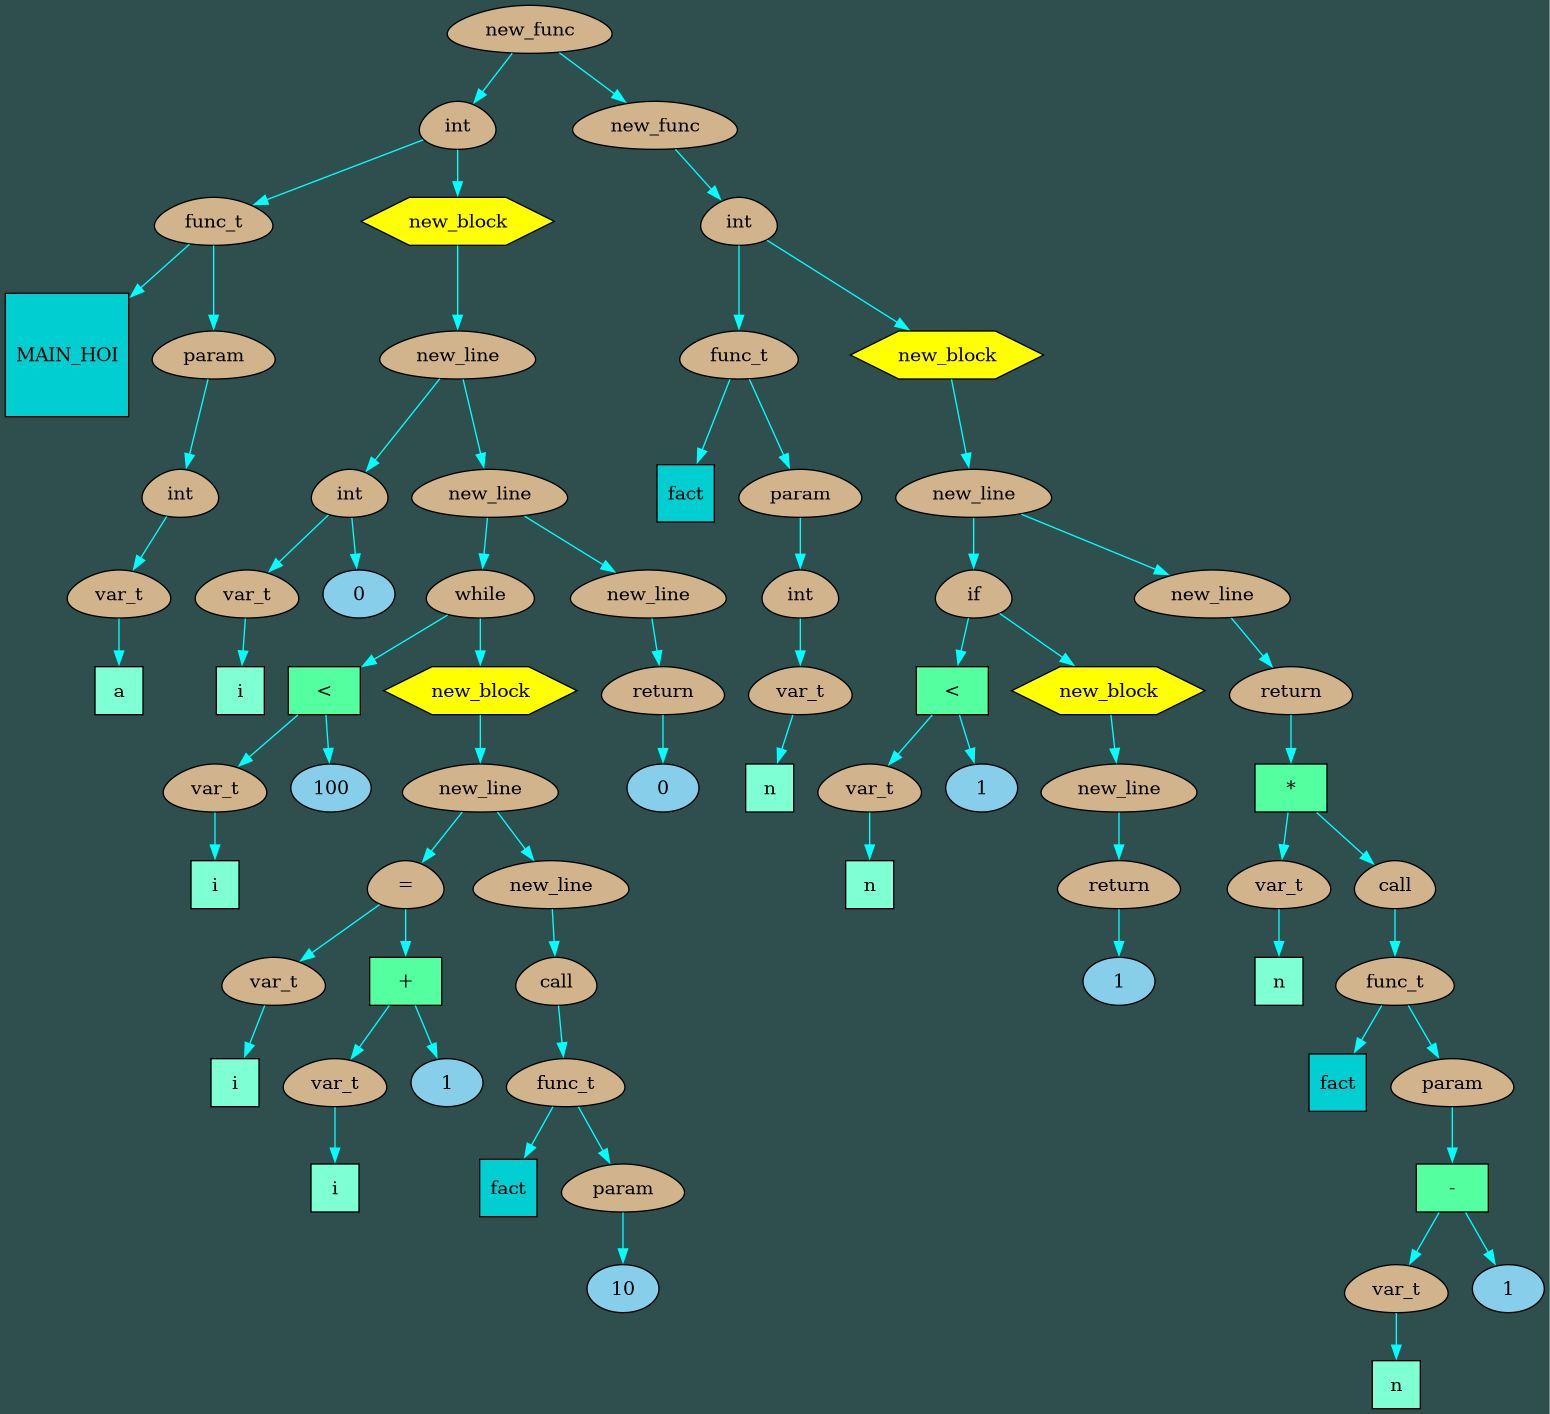 new_func
int
new_func
func_t
new_block
int
MAIN_HOI
param
new_line
func_t
new_block
int
int
new_line
fact
param
new_line
var_t
var_t
0
while
new_line
int
if
new_line
a
i
<
new_block
return
var_t
<
new_block
return
var_t
100
new_line
0
n
var_t
1
new_line
*
i
=
new_line
n
return
var_t
call
var_t
+
call
1
n
func_t
i
var_t
1
func_t
fact
param
i
fact
param
-
10
var_t
1
n